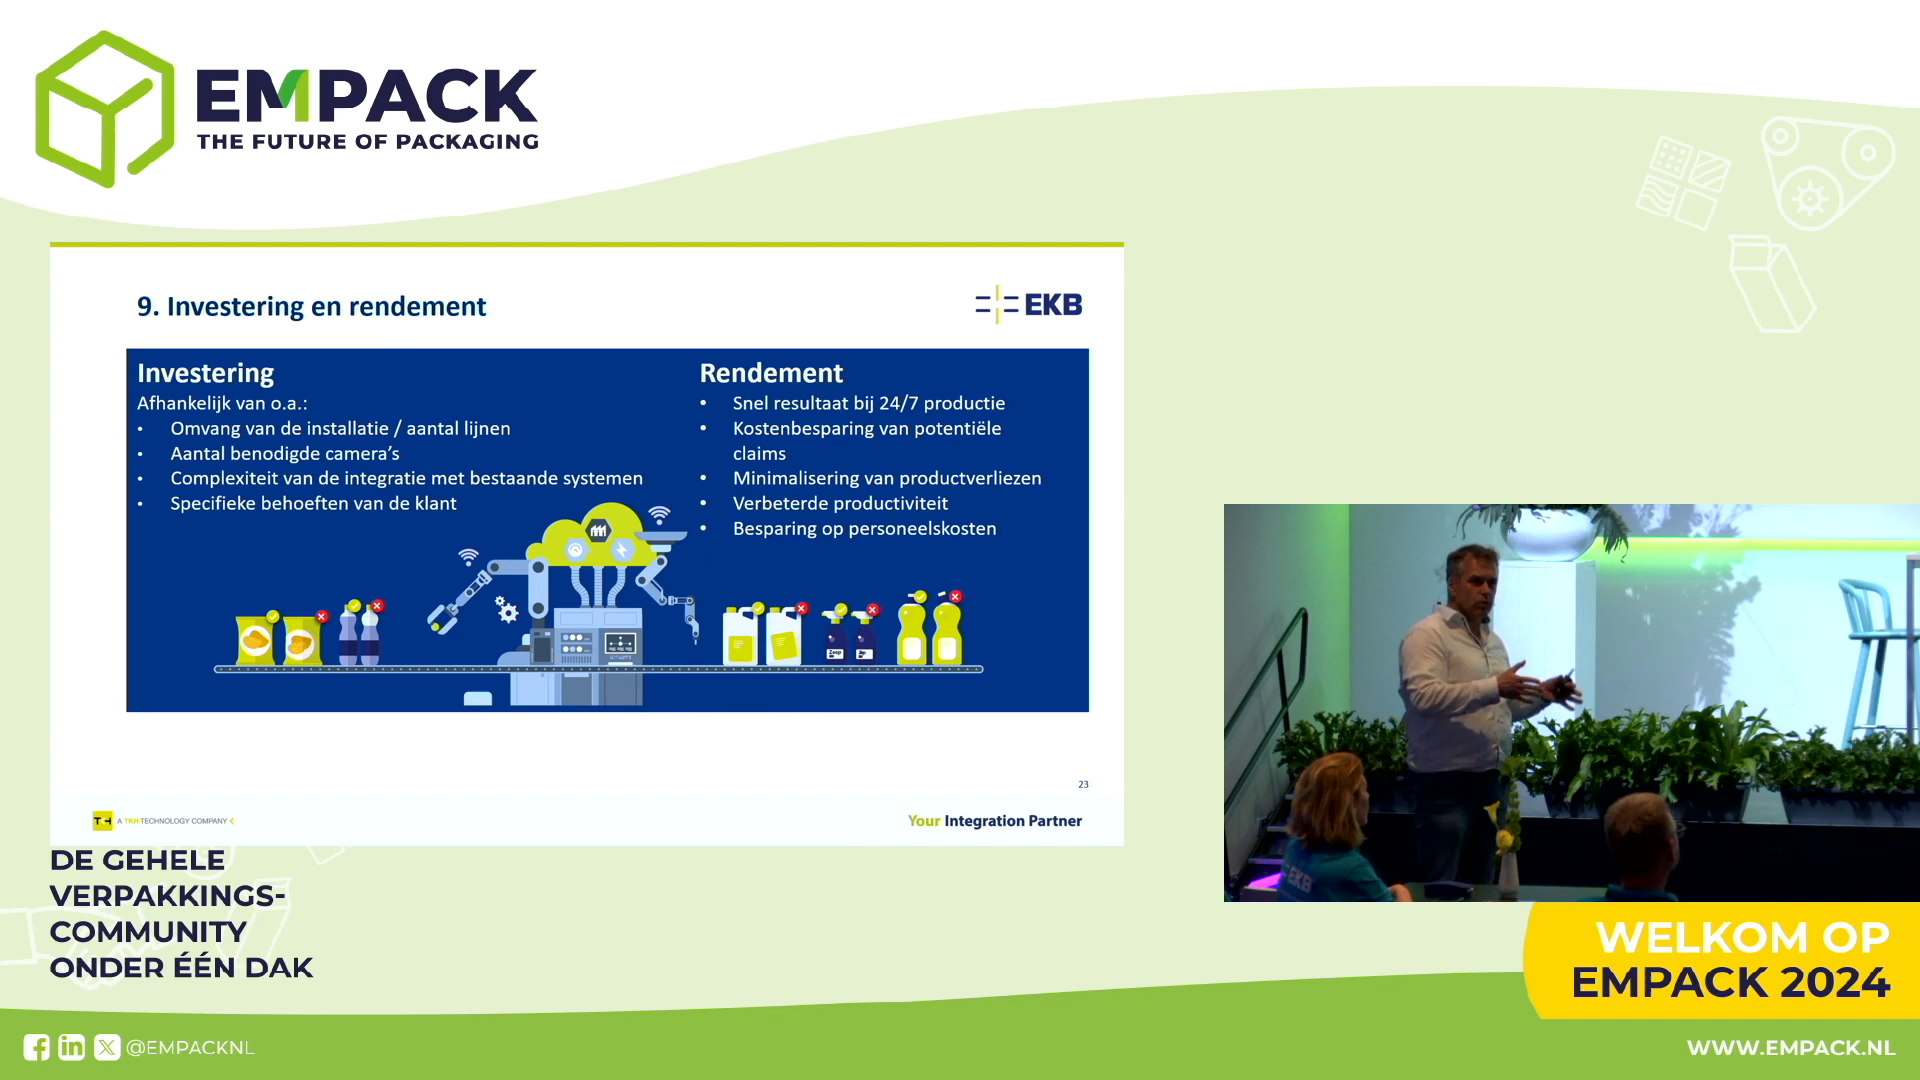 EMPACK
THE FUTURE OF PACKAGING
9. Investering en rendement
EKB
Investering
Afhankelijk van o.a.:
• Omvang van de installatie / aantal lijnen
• Aantal benodigde camera’s
• Complexiteit van de integratie met bestaande systemen
• Specifieke behoeften van de klant
Rendement
• Snel resultaat bij 24/7 productie
• Kostenbesparing van potentiële
claims
• Minimalisering van productverliezen
• Verbeterde productiviteit
• Besparing op personeelskosten
Zeep
23
A TKH TECHNOLOGY COMPANY
Your Integration Partner
EKB
DE GEHELE
VERPAKKINGS-
COMMUNITY
ONDER ÉÉN DAK
WELKOM OP
EMPACK 2024
@EMPACKNL
WWW.EMPACK.NL